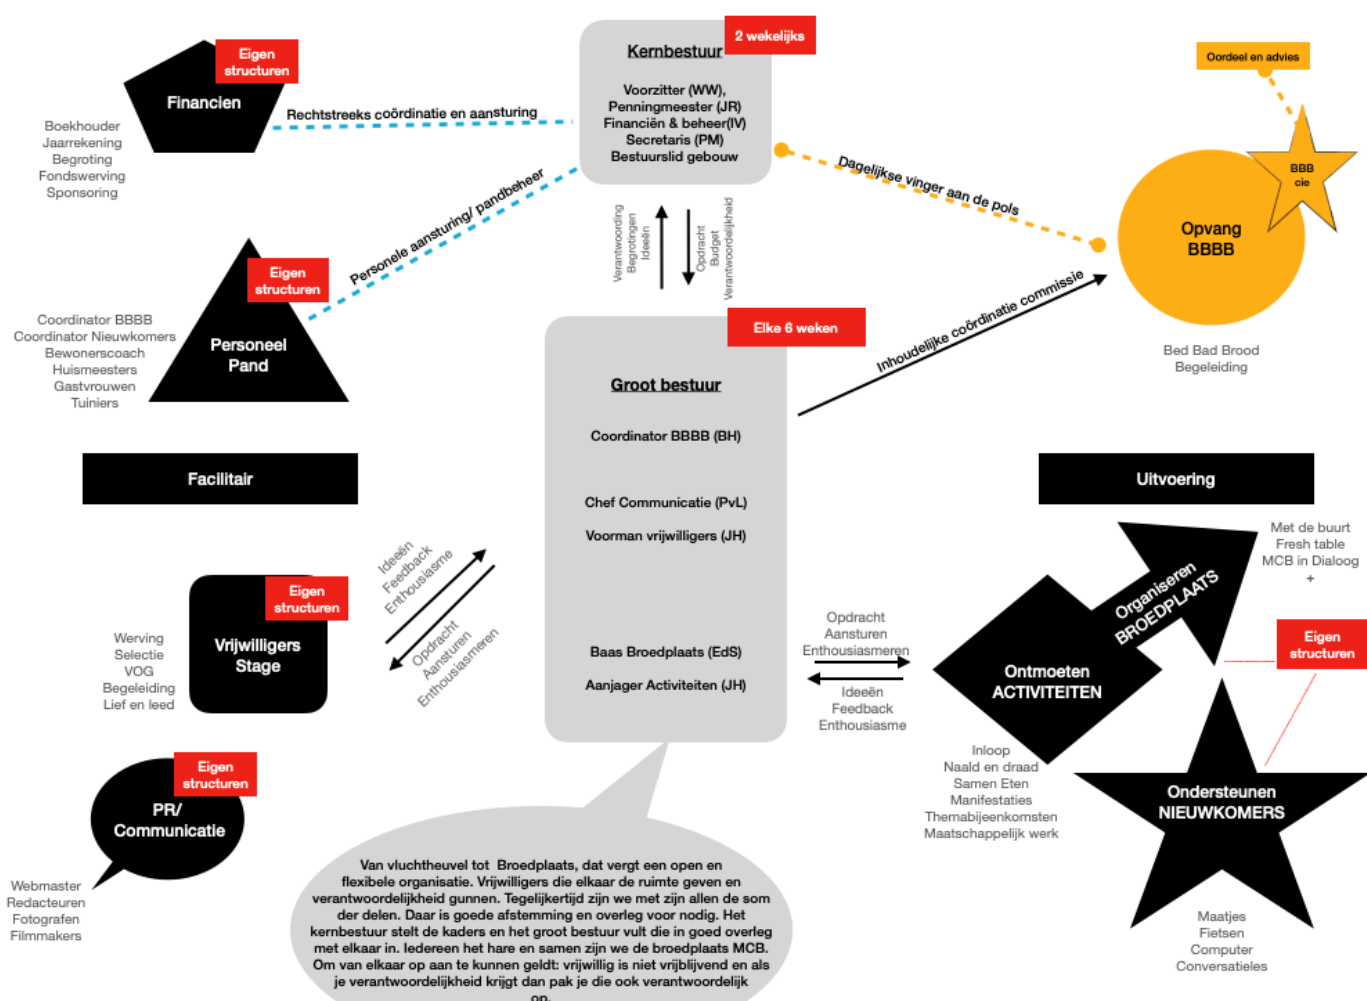 2 wekelijks
Kernbestuur
Voorzitter (WW),
Penningmeester (JR)
Financiën & beheer(IV)
Secretaris (PM)
Bestuurslid gebouw
Eigen
structuren
Financien
Boekhouder
Jaarrekening
Begroting
Fondswerving
Sponsoring
Rechtstreeks coördinatie en aansturing
Oordeel en advies
BBB
cie
Opvang
BBBB
Bed Bad Brood
Begeleiding
Dagelijkse vinger aan de pols
Personele aansturing/ pandbeheer
Verantwoording
Begrotingen
Ideeën
Opdracht
Budget
Verantwoordelijkheid
Eigen
structuren
Personeel
Pand
Coordinator BBBB
Coordinator Nieuwkomers
Bewonerscoach
Huismeesters
Gastvrouwen
Tuiniers
Elke 6 weken
Groot bestuur
Coordinator BBBB (BH)
Chef Communicatie (PvL)
Voorman vrijwilligers (JH)
Baas Broedplaats (EdS)
Aanjager Activiteiten (JH)
Inhoudelijke coördinatie commissie
Facilitair
Uitvoering
Ideeën
Feedback
Enthousiasme
Opdracht
Aansturen
Enthousiasmeren
Eigen
structuren
Vrijwilligers
Stage
Werving
Selectie
VOG
Begeleiding
Lief en leed
Met de buurt
Fresh table
MCB in Dialoog
+
Organiseren
BROEDPLAATS
Eigen
structuren
Opdracht
Aansturen
Enthousiasmeren
Ideeën
Feedback
Enthousiasme
Ontmoeten
ACTIVITEITEN
Inloop
Naald en draad
Samen Eten
Manifestaties
Themabijeenkomsten
Maatschappelijk werk
Ondersteunen
NIEUWKOMERS
Maatjes
Fietsen
Computer
Conversatieles
Eigen
structuren
PR/
Communicatie
Webmaster
Redacteuren
Fotografen
Filmmakers
Van vluchtheuvel tot Broedplaats, dat vergt een open en
flexibele organisatie. Vrijwilligers die elkaar de ruimte geven en
verantwoordelijkheid gunnen. Tegelijkertijd zijn we met zijn allen de som
der delen. Daar is goede afstemming en overleg voor nodig. Het
kernbestuur stelt de kaders en het groot bestuur vult die in goed overleg
met elkaar in. Iedereen het hare en samen zijn we de broedplaats MCB.
Om van elkaar op aan te kunnen geldt: vrijwillig is niet vrijblijvend en als
je verantwoordelijkheid krijgt dan pak je die ook verantwoordelijk
op.